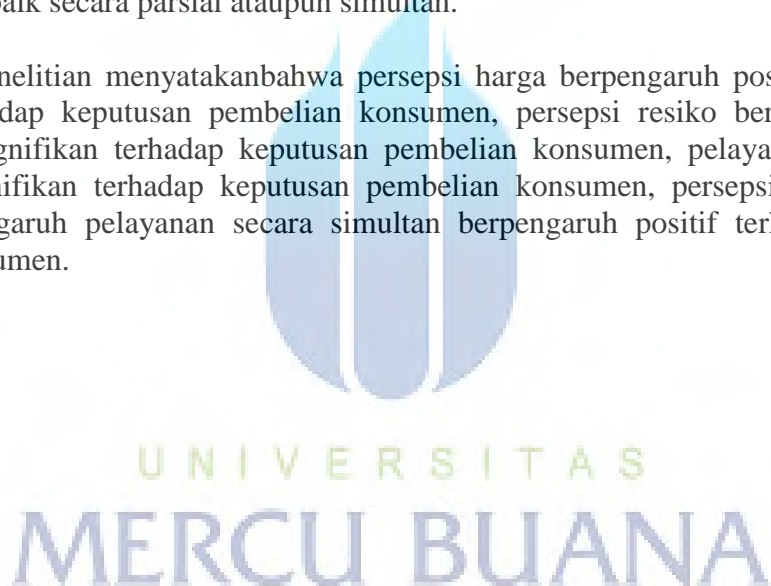 baik secara parsial ataupun simultan.
nelitian menyatakanbahwa persepsi harga berpengaruh pos
dap keputusan pembelian konsumen, persepsi resiko ber
gnifikan terhadap keputusan pembelian konsumen, pelaya
nifikan terhadap keputusan pembelian konsumen, persepsi
garuh pelayanan secara simultan berpengaruh positif ter
umen.
UNIVERSITAS
MERCU BUANA